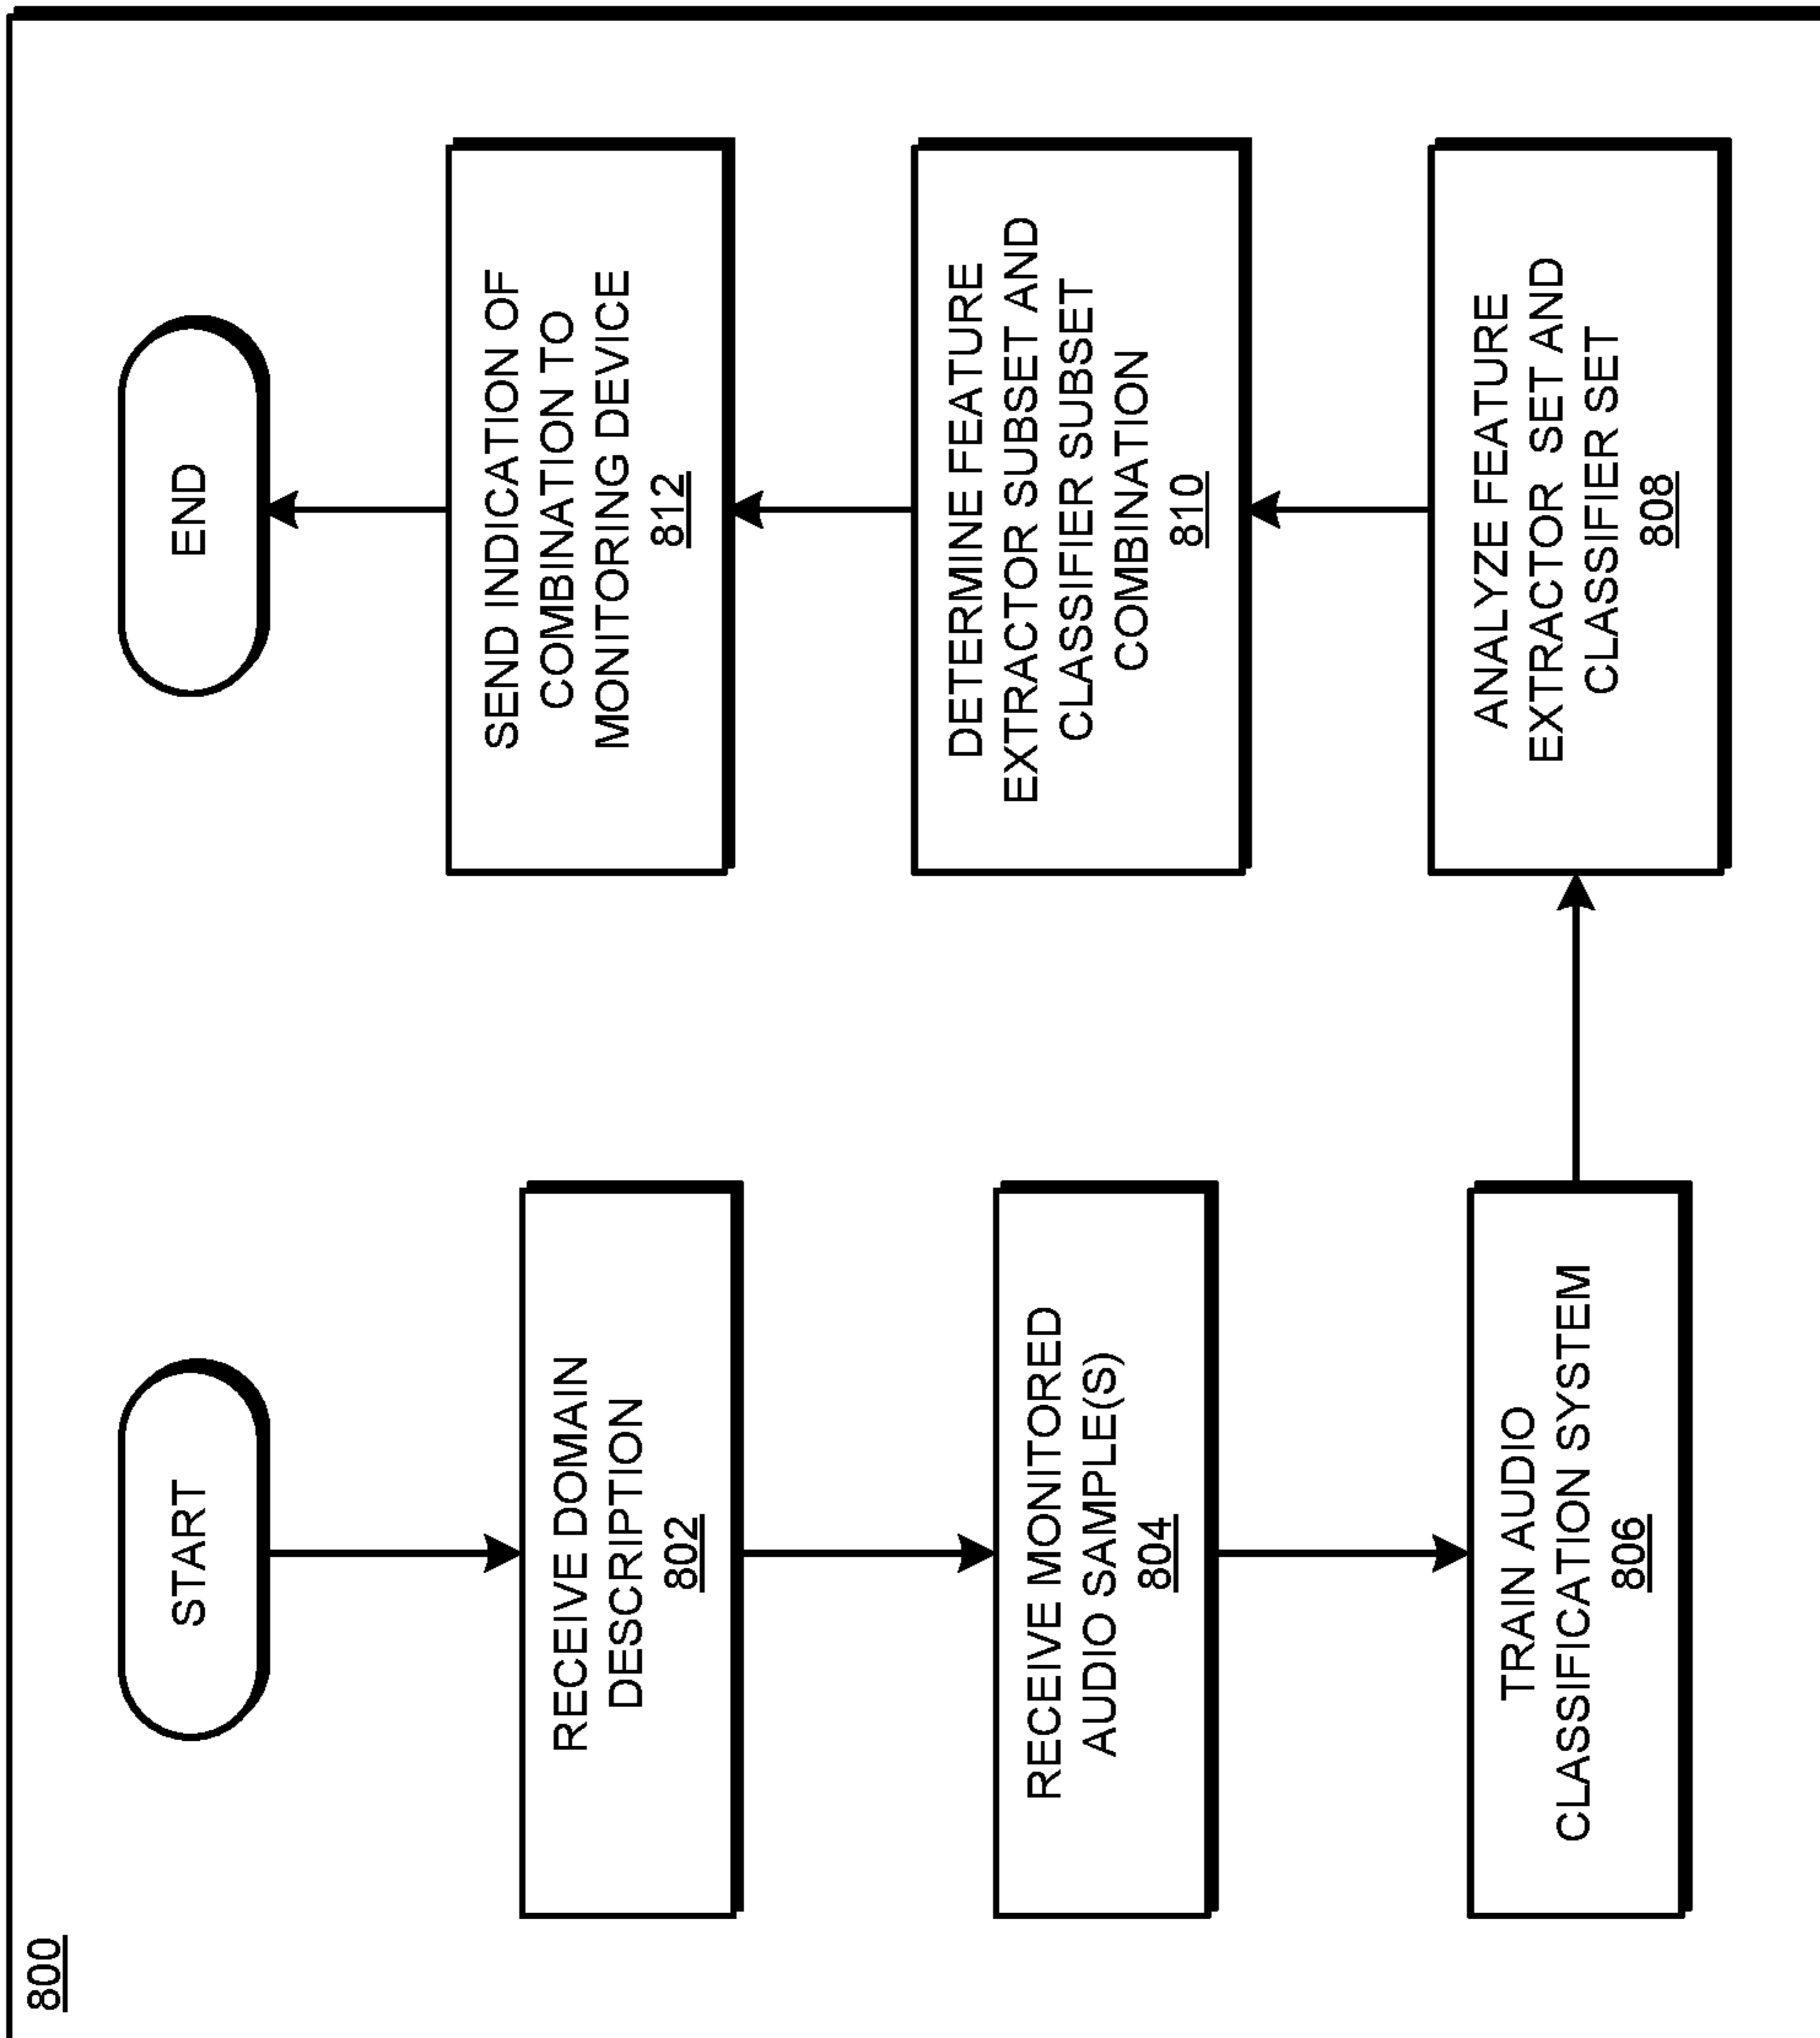 800
START
RECEIVE DOMAIN
DESCRIPTION
802
RECEIVE MONITORED
AUDIO SAMPLE(S)
804
TRAIN AUDIO
CLASSIFICATION SYSTEM
806
ANALYZE FEATURE
EXTRACTOR SET AND
CLASSIFIER SET
808
DETERMINE FEATURE
EXTRACTOR SUBSET AND
CLASSIFIER SUBSET
COMBINATION
810
SEND INDICATION OF
COMBINATION TO
MONITORING DEVICE
812
END